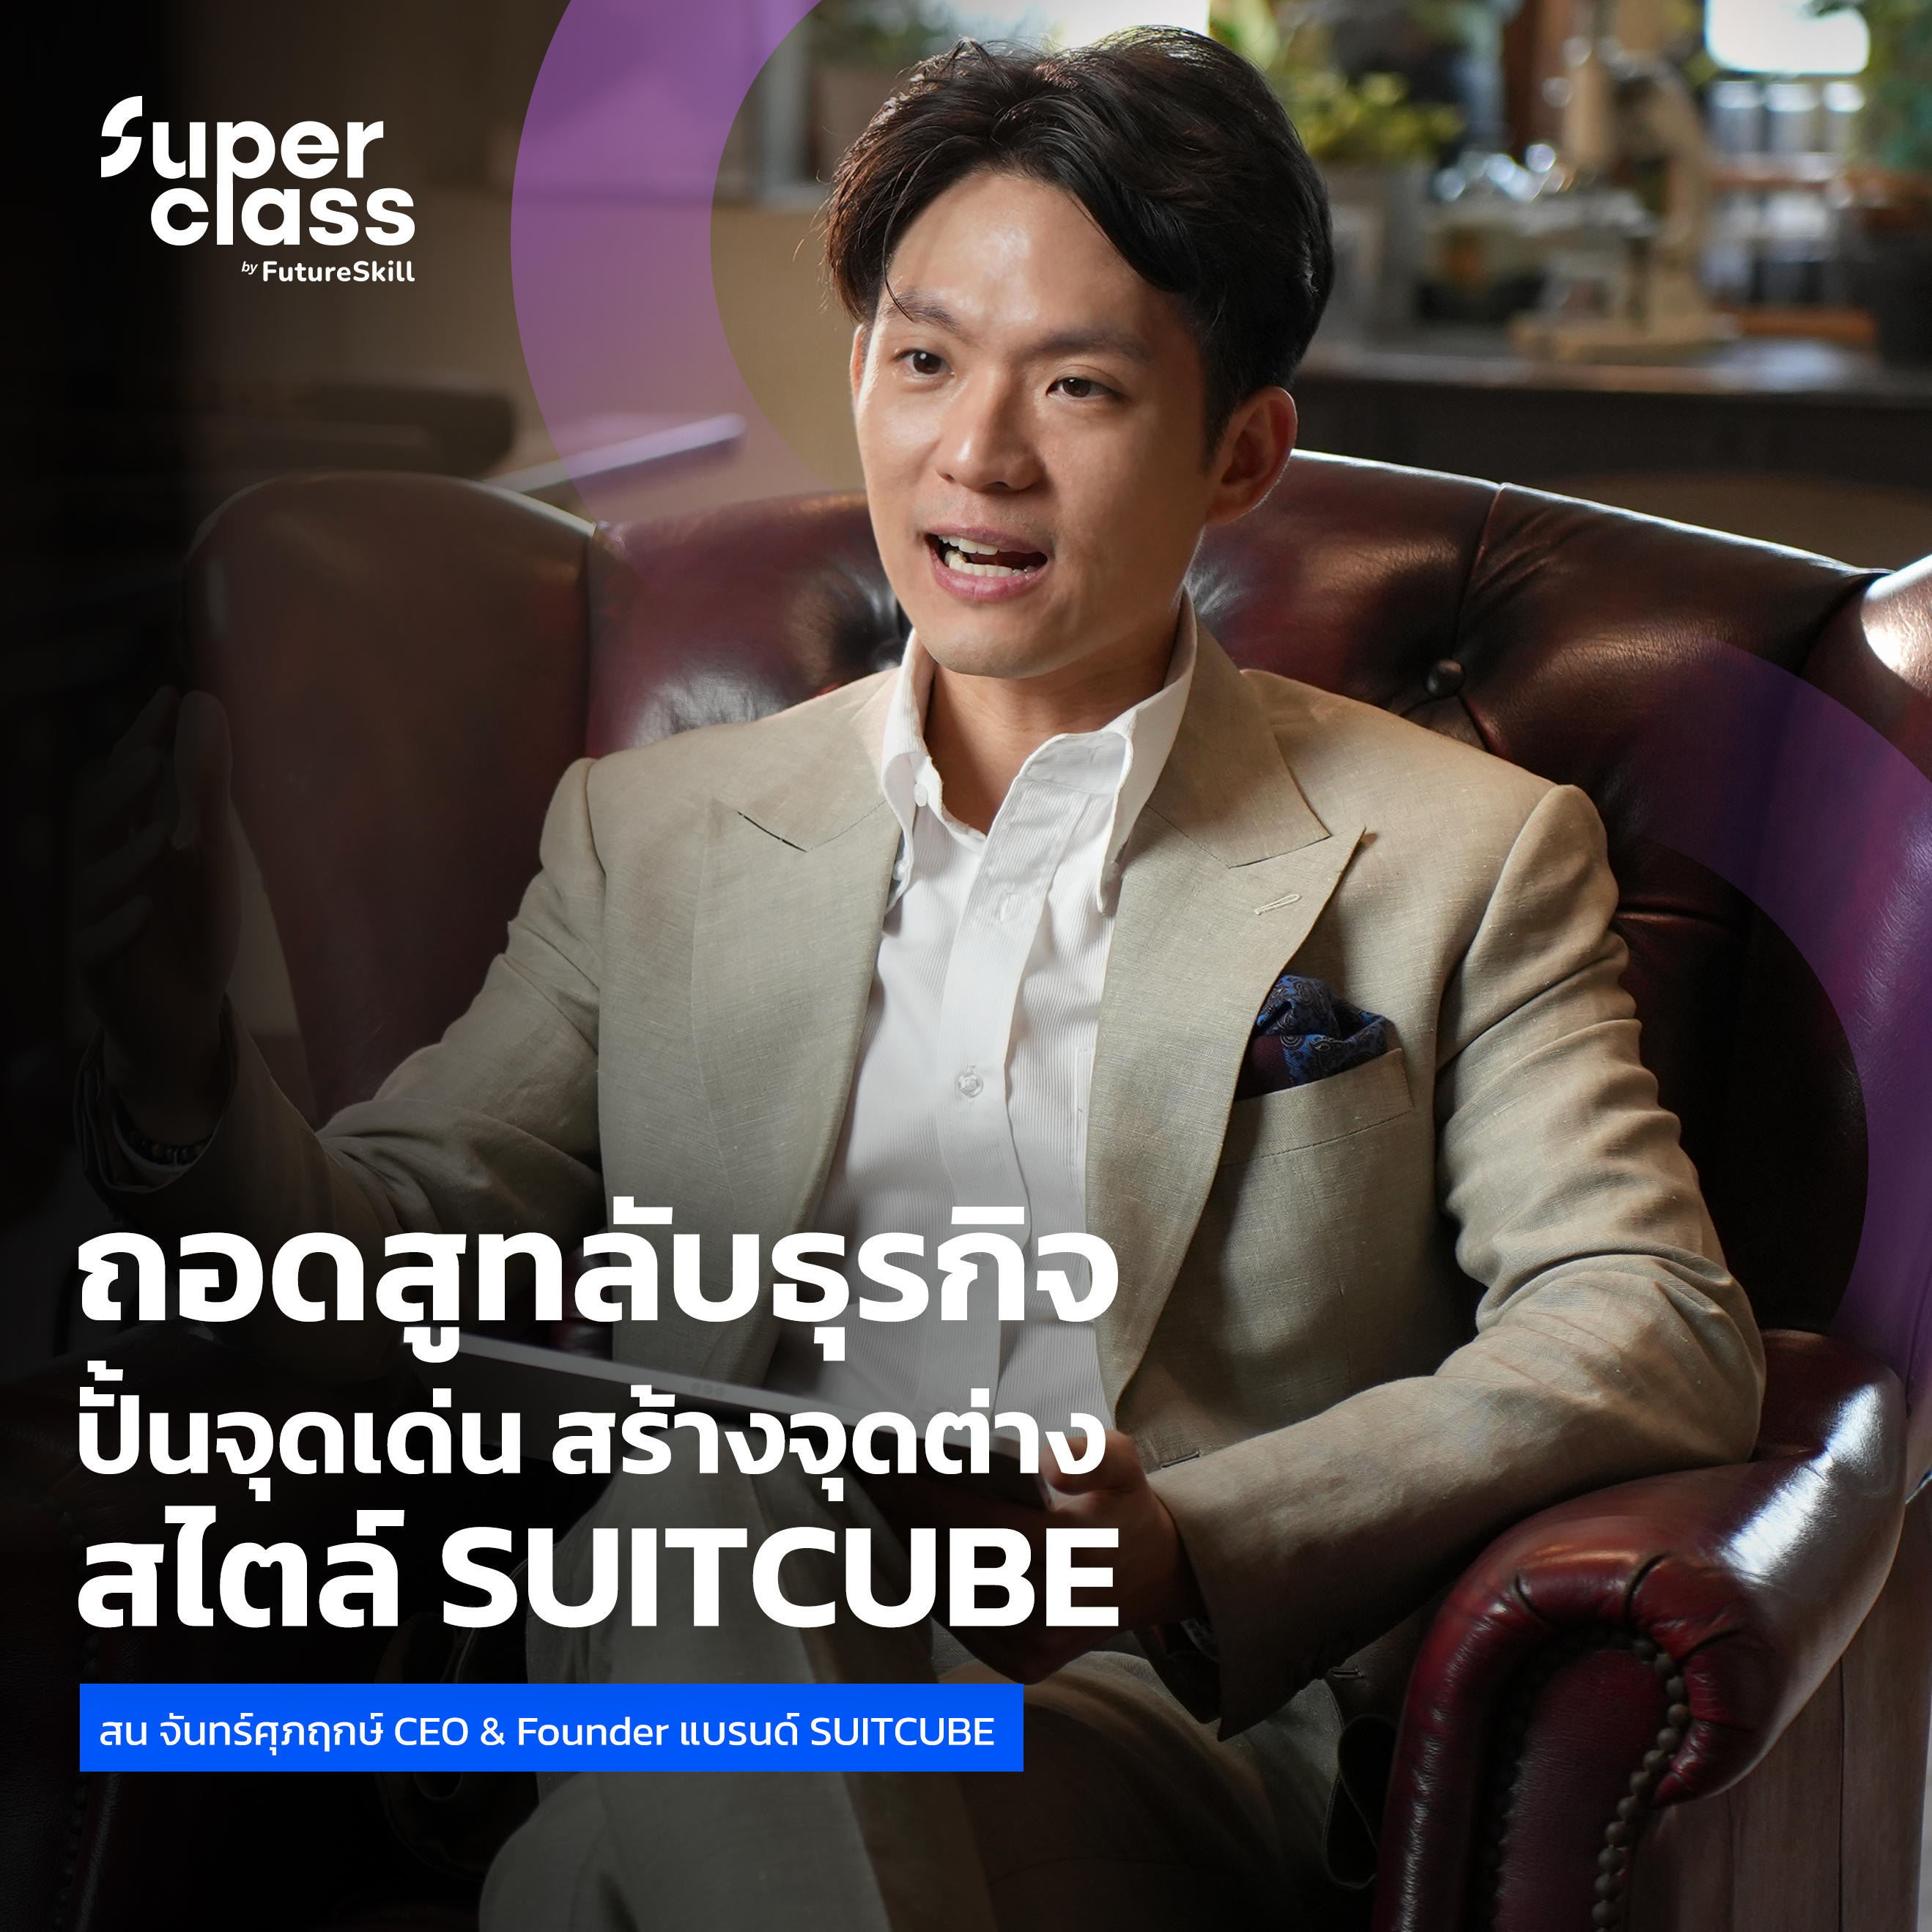 Super
class
by FutureSkill
ถอดสูทลับธุรกิจ
ปั้นจุดเด่น สร้างจุดต่าง
สไตล์ SUITCUBE
สน จันทร์ศุภฤกษ์ CEO & Founder แบรนด์ SUITCUBE